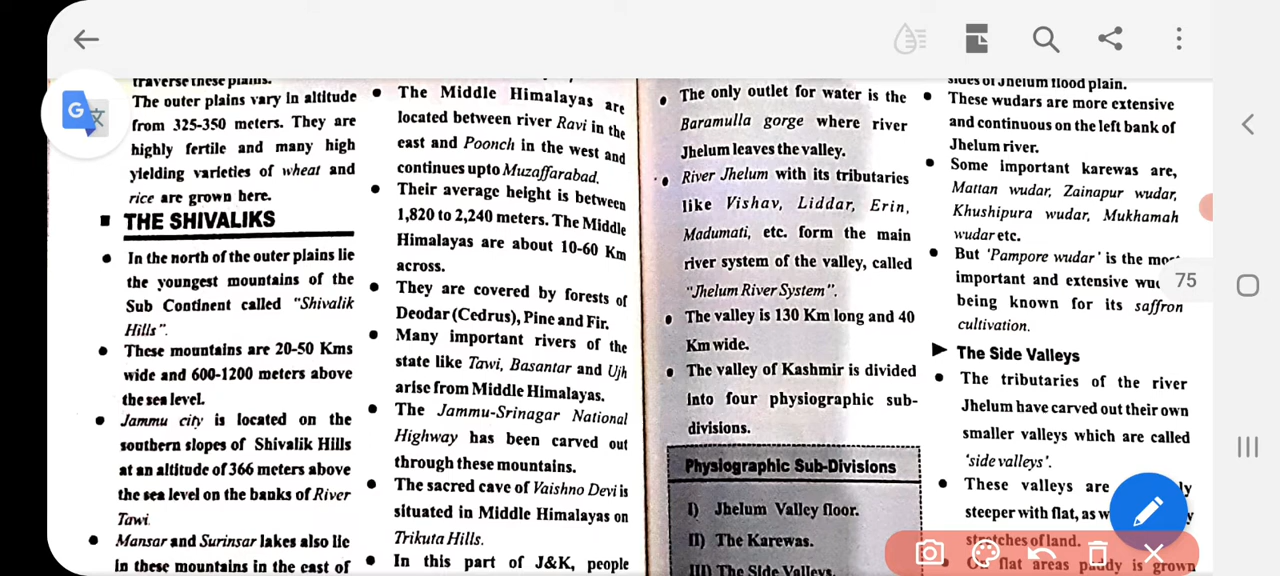 traverse these plains.
The outer plains vary in altitude
from 325-350 meters. They are
highly fertile and many high
yielding varieties of wheat and
rice are grown here.
THE SHIVALIKS
In the north of the outer plains lie
the youngest mountains of the
Sub Continent called "Shivalik
Hills".
These mountains are 20-50 Kms
wide and 600-1200 meters above
the sea level.
Jammu city is located on the
southern slopes of Shivalik Hills
at an altitude of 366 meters above
the sea level on the banks of River
Tawi.
Mansar and Surinsar lakes also lie
in these mountains in the east of
The Middle Himalayas are
located between river Ravi in the
east and Poonch in the west and
continues upto Muzaffarabad.
Their average height is between
1,820 to 2,240 meters. The Middle
Himalayas are about 10-60 Km
across.
They are covered by forests of
Deodar (Cedrus), Pine and Fir.
Many important rivers of the
state like Tawi, Basantar and Ujh
arise from Middle Himalayas.
The Jammu-Srinagar National
Highway has been carved out
through these mountains.
The sacred cave of Vaishno Devi is
situated in Middle Himalayas on
Trikuta Hills.
In this part of J&K, people
The only outlet for water is the
Baramulla gorge where river
Jhelum leaves the valley.
River Jhelum with its tributaries
like Vishav, Liddar, Erin,
Madumati, etc. form the main
river system of the valley, called
"Jhelum River System".
The valley is 130 Km long and 40
Km wide.
The valley of Kashmir is divided
into four physiographic sub-
divisions.
Physiographic Sub-Divisions
I) Jhelum Valley floor.
II) The Karewas.
III) The Side Valleys.
sides of Jhelum flood plain.
These wudars are more extensive
and continuous on the left bank of
Jhelum river.
Some important karewas are,
Mattan wudar, Zainapur wudar,
Khushipura wudar, Mukhamah
wudar etc.
But 'Pampore wudar' is the most
important and extensive
being known for its saffron
cultivation.
75
The Side Valleys
The tributaries of the river
Jhelum have carved out their own
smaller valleys which are called
'side valleys'.
These valleys are
steeper with flat, as
stretches of land.
On flat areas paddy is grown